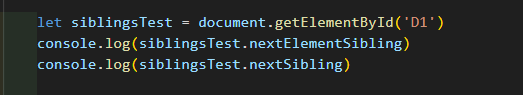 let siblingsTest = document.getElementById('D1')
console.log(siblingsTest.nextElementSibling)
console.log(siblingsTest.nextSibling)